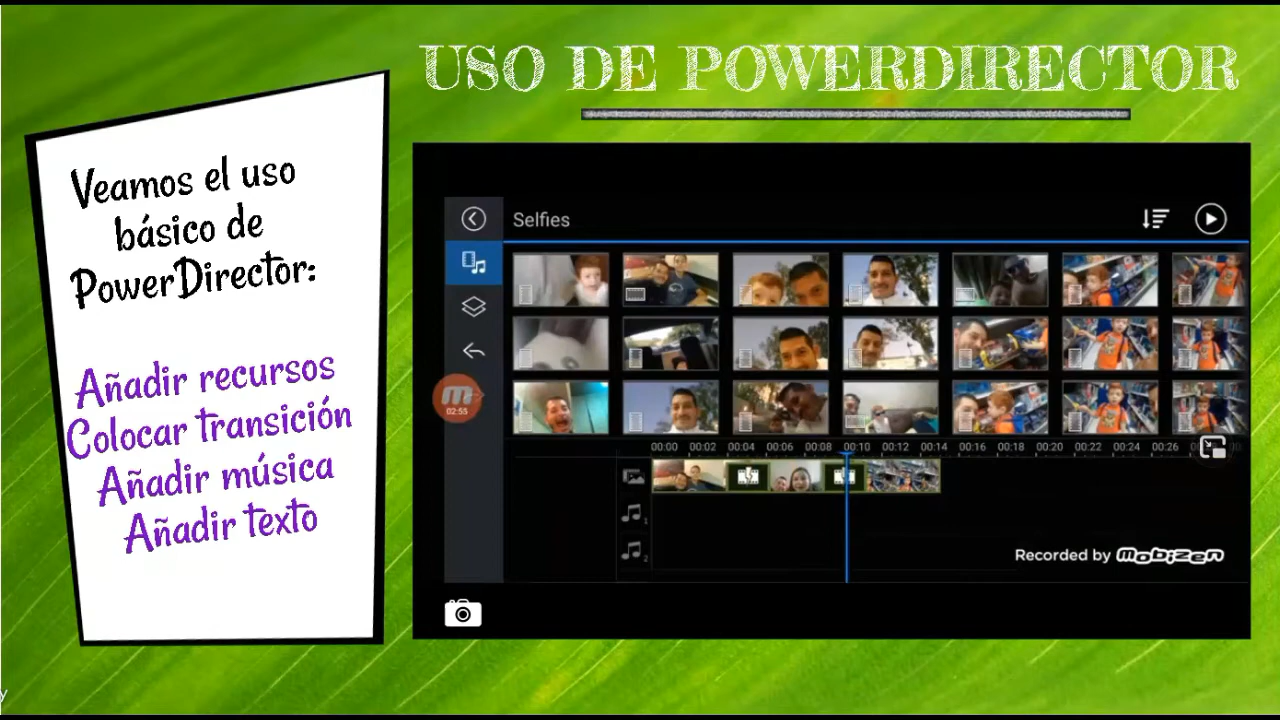 USO DE POWERDIRECTOR
Veamos el uso
básico de
PowerDirector:
Añadir recursos
Colocar transición
Añadir música
Añadir texto
Selfies
02:55
00:00 00:02 00:04 00:06 00:08 00:10 00:12 00:14 00:16 00:18 00:20 00:22 00:24 00:26
1
2
Recorded by Mobizen
y